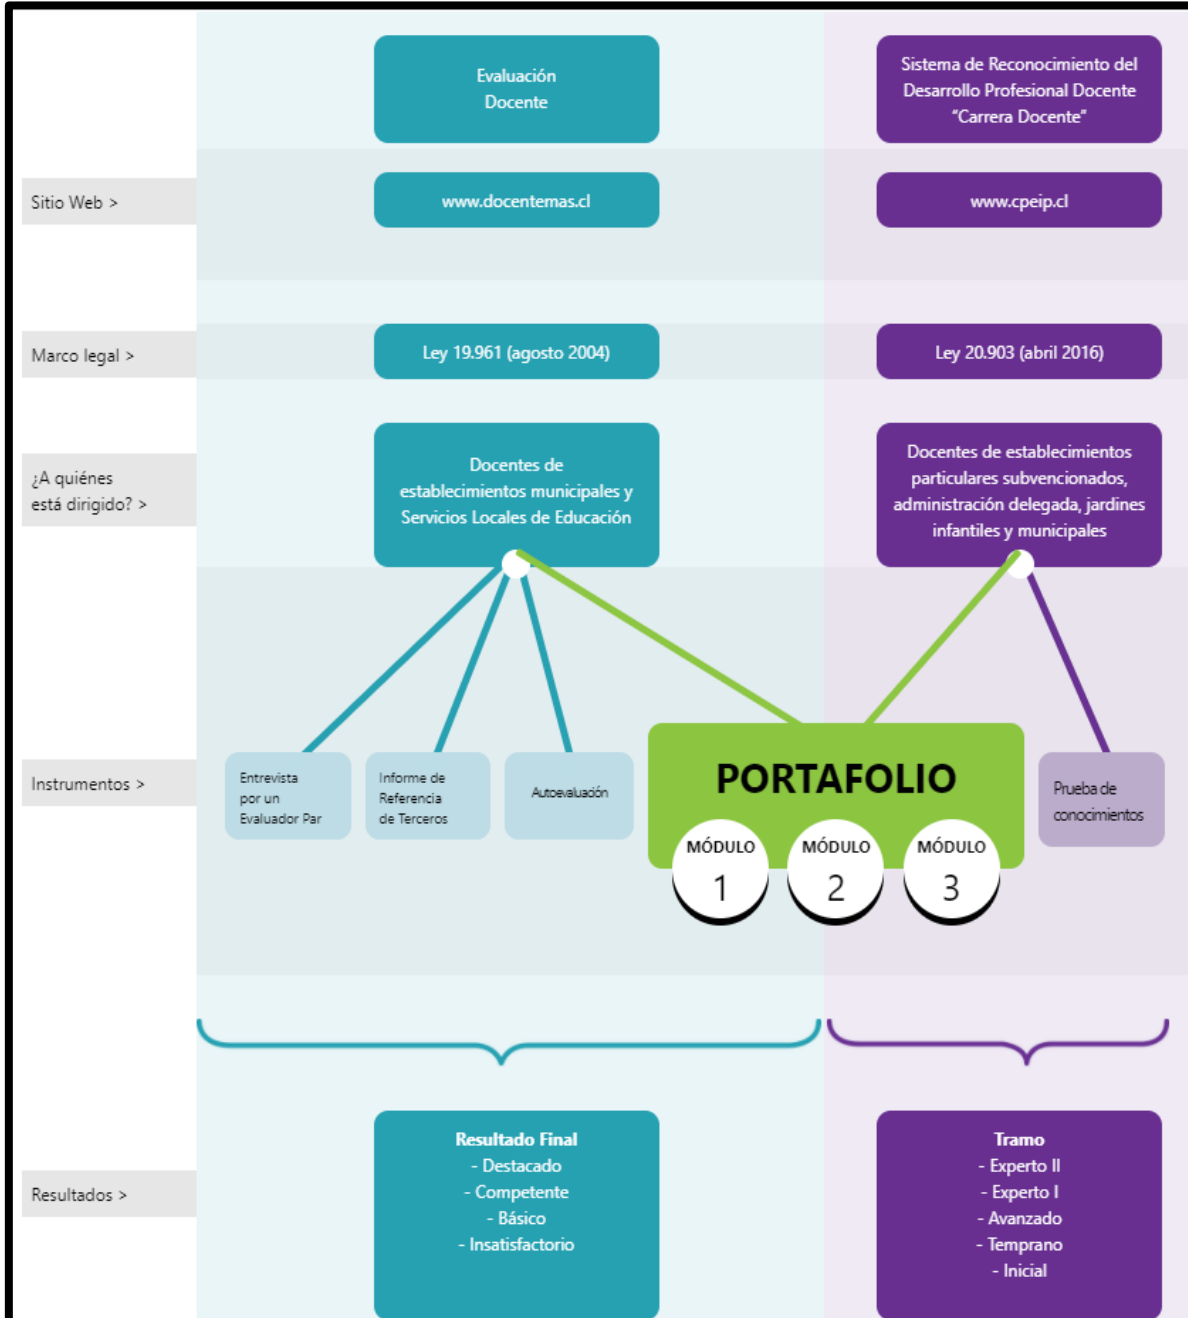 Evaluación
Docente
Sistema de Reconocimiento del
Desarrollo Profesional Docente
“Carrera Docente”
Sitio Web >
www.docentemas.cl
www.cpeip.cl
Marco legal >
Ley 19.961 (agosto 2004)
Ley 20.903 (abril 2016)
¿A quiénes
está dirigido? >
Docentes de
establecimientos municipales y
Servicios Locales de Educación
Docentes de establecimientos
particulares subvencionados,
administración delegada, jardines
infantiles y municipales
Instrumentos >
Entrevista
por un
Evaluador Par
Informe de
Referencia
de Terceros
Autoevaluación
PORTAFOLIO
MÓDULO
1
MÓDULO
2
MÓDULO
3
Prueba de
conocimientos
Resultados >
Resultado Final
- Destacado
- Competente
- Básico
- Insatisfactorio
Tramo
- Experto II
- Experto I
- Avanzado
- Temprano
- Inicial